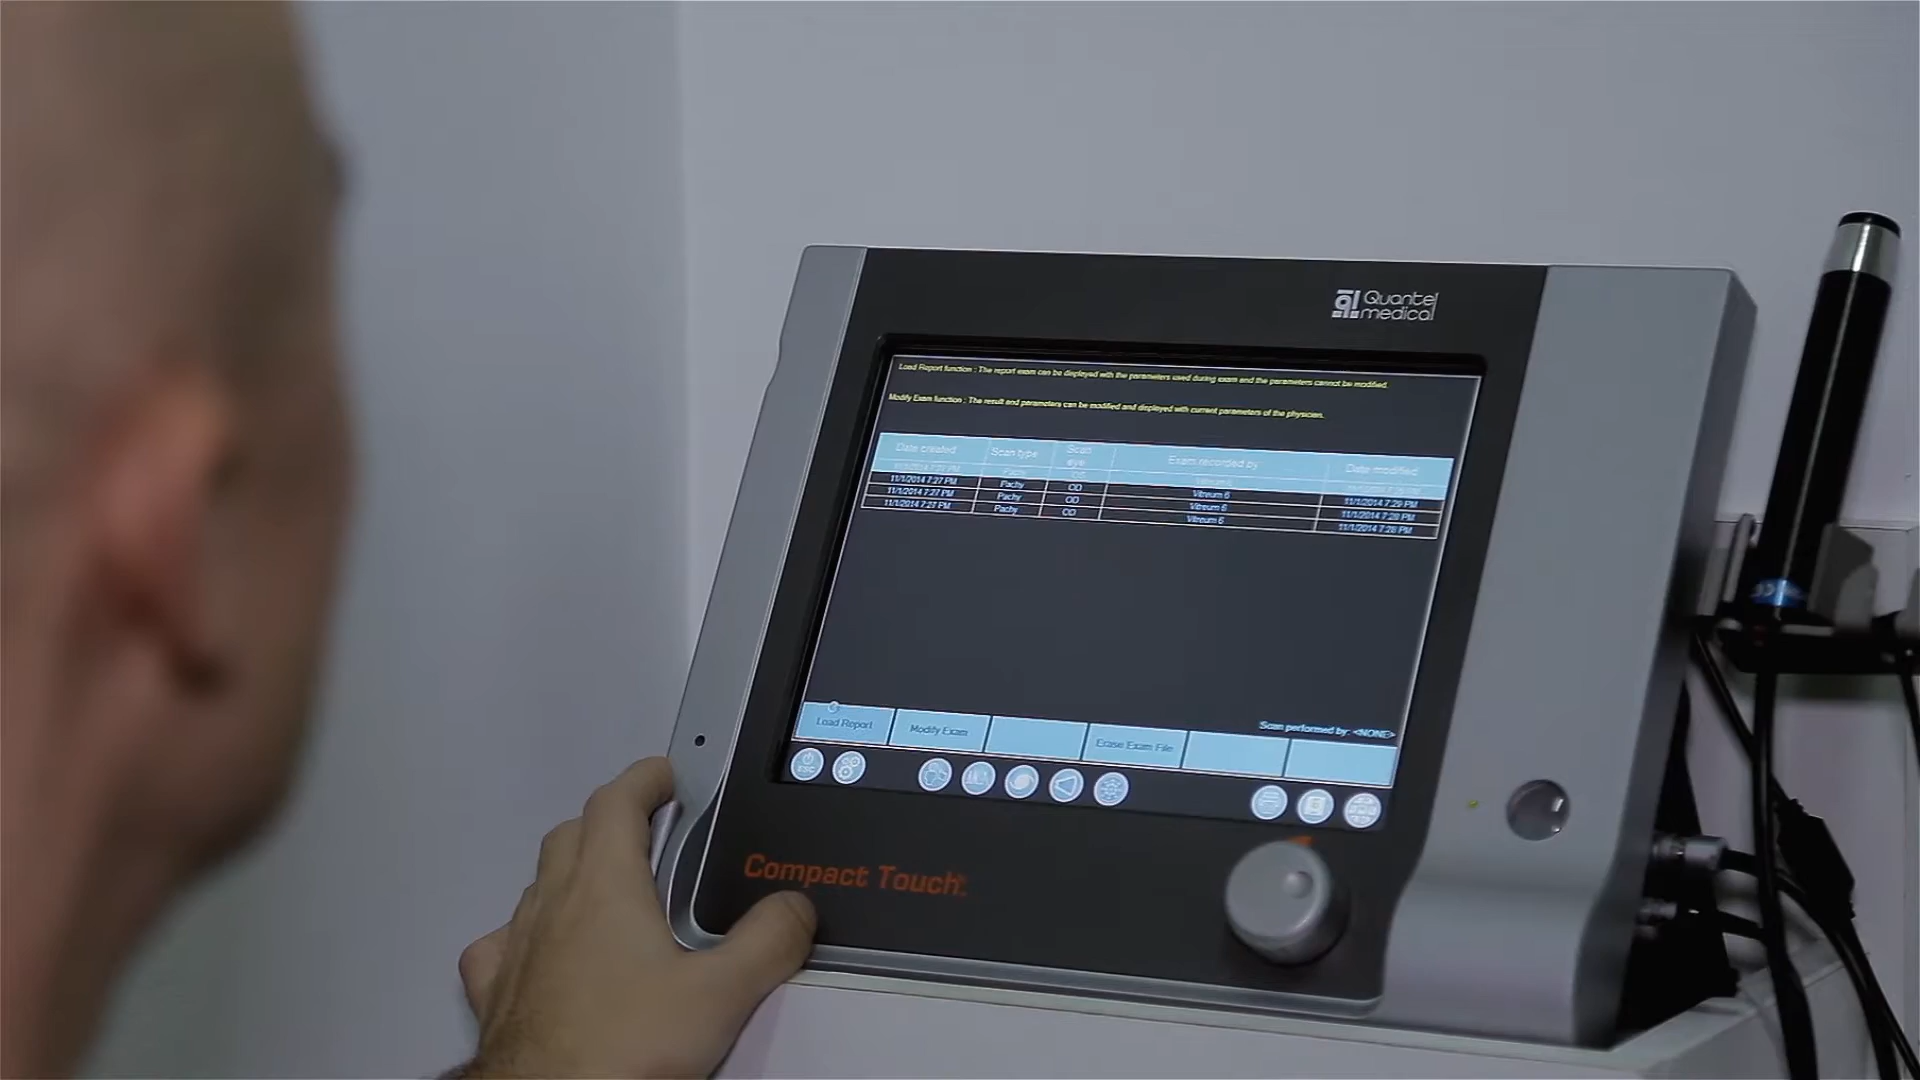 Quantel
medical
Load Report function : The report exam can be displayed with the parameters used during exam and the parameters cannot be modified.
Modify Exam function : The result and parameters can be modified and displayed with current parameters of the physician.
Date created Scan type Scan eye Exam recorded by Date modified
11/1/2014 7:27 PM Pachy OD Vitreum 6 11/1/2014 7:29 PM
11/1/2014 7:27 PM Pachy OD Vitreum 6 11/1/2014 7:28 PM
11/1/2014 7:27 PM Pachy OD Vitreum 6 11/1/2014 7:28 PM
Scan performed by: <NONE>
Load Report Modify Exam Erase Exam File
ESC
Compact Touch